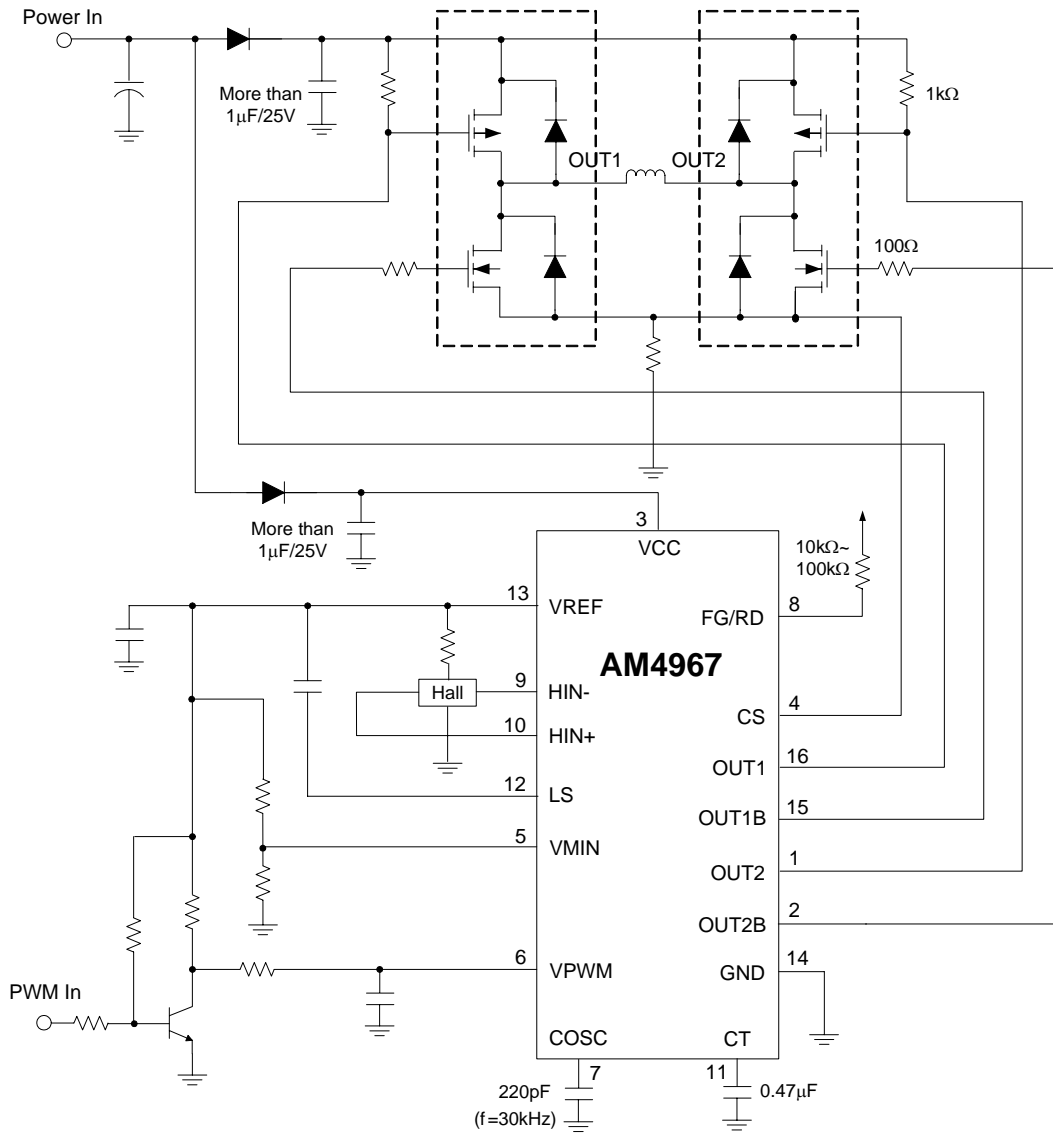 Power In
More than
1μF/25V
1kΩ
OUT1
OUT2
100Ω
More than
1μF/25V
3
VCC
10kΩ~
100kΩ
13
VREF
8
FG/RD
AM4967
Hall
9
HIN-
4
CS
10
HIN+
16
OUT1
12
LS
15
OUT1B
5
VMIN
1
OUT2
2
OUT2B
6
VPWM
14
GND
PWM In
COSC
CT
7
11
220pF
(f=30kHz)
0.47μF